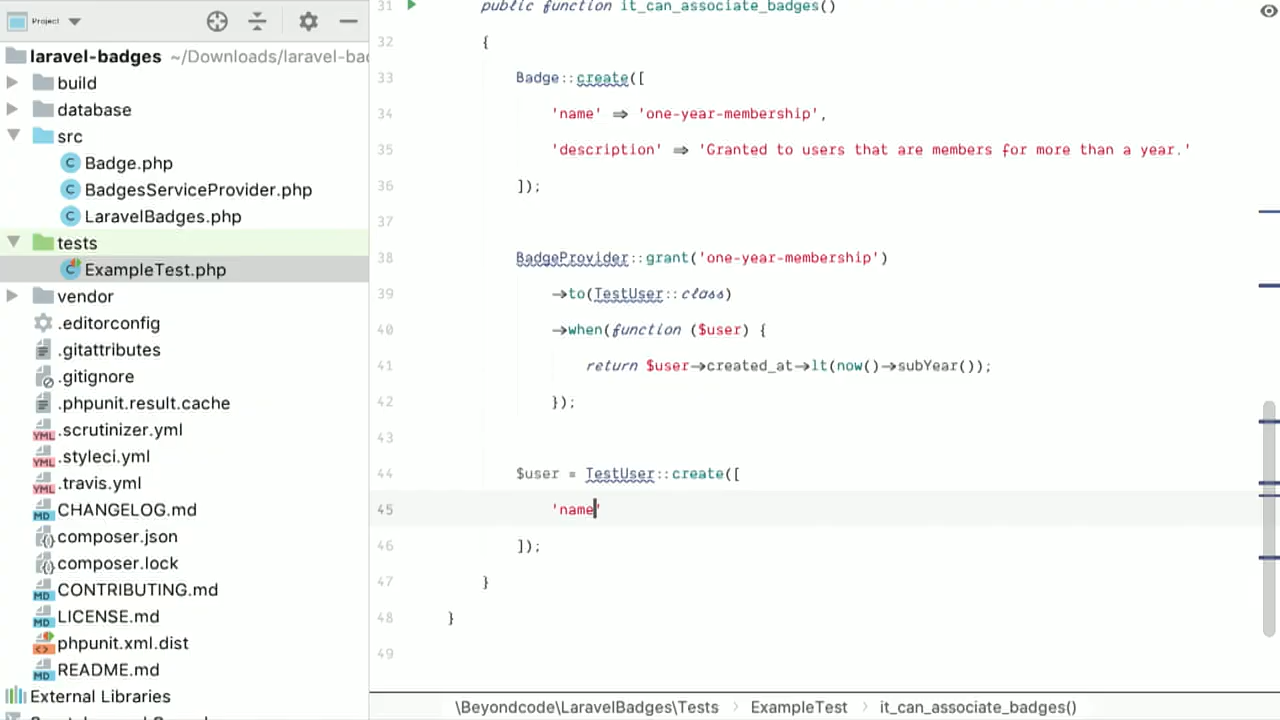 Project
laravel-badges ~/Downloads/laravel-bad
build
database
src
Badge.php
BadgesServiceProvider.php
LaravelBadges.php
tests
ExampleTest.php
vendor
.editorconfig
.gitattributes
.gitignore
.phpunit.result.cache
.scrutinizer.yml
.styleci.yml
.travis.yml
CHANGELOG.md
composer.json
composer.lock
CONTRIBUTING.md
LICENSE.md
phpunit.xml.dist
README.md
External Libraries
31 public function it_can_associate_badges()
32 {
33 Badge::create([
34 'name' => 'one-year-membership',
35 'description' => 'Granted to users that are members for more than a year.'
36 ]);
37
38 BadgeProvider::grant('one-year-membership')
39 ->to(TestUser::class)
40 ->when(function ($user) {
41 return $user->created_at->lt(now()->subYear());
42 });
43
44 $user = TestUser::create([
45 'name'
46 ]);
47 }
48 }
49
\Beyondcode\LaravelBadges\Tests › ExampleTest › it_can_associate_badges()